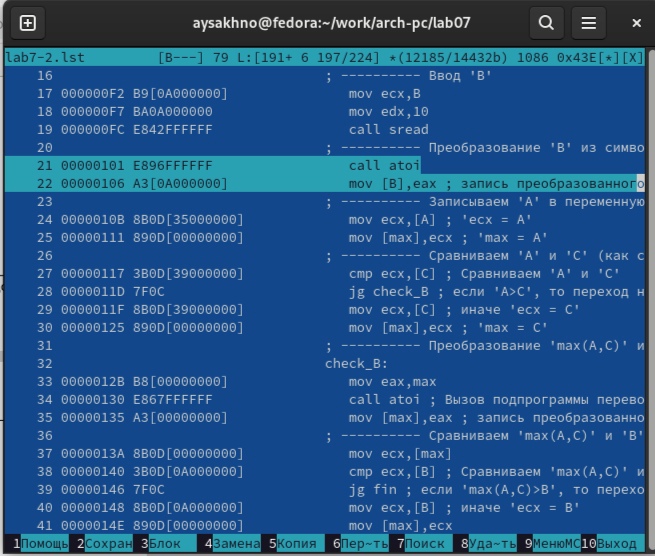 aysakhno@fedora:~/work/arch-pc/lab07
lab7-2.lst [B---] 79 L:[191+ 6 197/224] *(12185/14432b) 1086 0x43E[*][X]
16 ; ---------- Ввод 'B'
17 000000F2 B9[0A000000] mov ecx,B
18 000000F7 BA0A000000 mov edx,10
19 000000FC E842FFFFFF call sread
20 ; ---------- Преобразование 'B' из симво
21 00000101 E896FFFFFF call atoi
22 00000106 A3[0A000000] mov [B],eax ; запись преобразованного
23 ; ---------- Записываем 'A' в переменную
24 0000010B 8B0D[35000000] mov ecx,[A] ; 'ecx = A'
25 00000111 890D[00000000] mov [max],ecx ; 'max = A'
26 ; ---------- Сравниваем 'A' и 'C' (как с
27 00000117 3B0D[39000000] cmp ecx,[C] ; Сравниваем 'A' и 'C'
28 0000011D 7F0C jg check_B ; если 'A>C', то переход н
29 0000011F 8B0D[39000000] mov ecx,[C] ; иначе 'ecx = C'
30 00000125 890D[00000000] mov [max],ecx ; 'max = C'
31 ; ---------- Преобразование 'max(A,C)' и
32 check_B:
33 0000012B B8[00000000] mov eax,max
34 00000130 E867FFFFFF call atoi ; Вызов подпрограммы перево
35 00000135 A3[00000000] mov [max],eax ; запись преобразованно
36 ; ---------- Сравниваем 'max(A,C)' и 'B'
37 0000013A 8B0D[00000000] mov ecx,[max]
38 00000140 3B0D[0A000000] cmp ecx,[B] ; Сравниваем 'max(A,C)' и
39 00000146 7F0C jg fin ; если 'max(A,C)>B', то перехо
40 00000148 8B0D[0A000000] mov ecx,[B] ; иначе 'ecx = B'
41 0000014E 890D[00000000] mov [max],ecx
1Помощь 2Сохран 3Блок 4Замена 5Копия 6Пер~ть 7Поиск 8Уда~ть 9МенюMC 10Выход